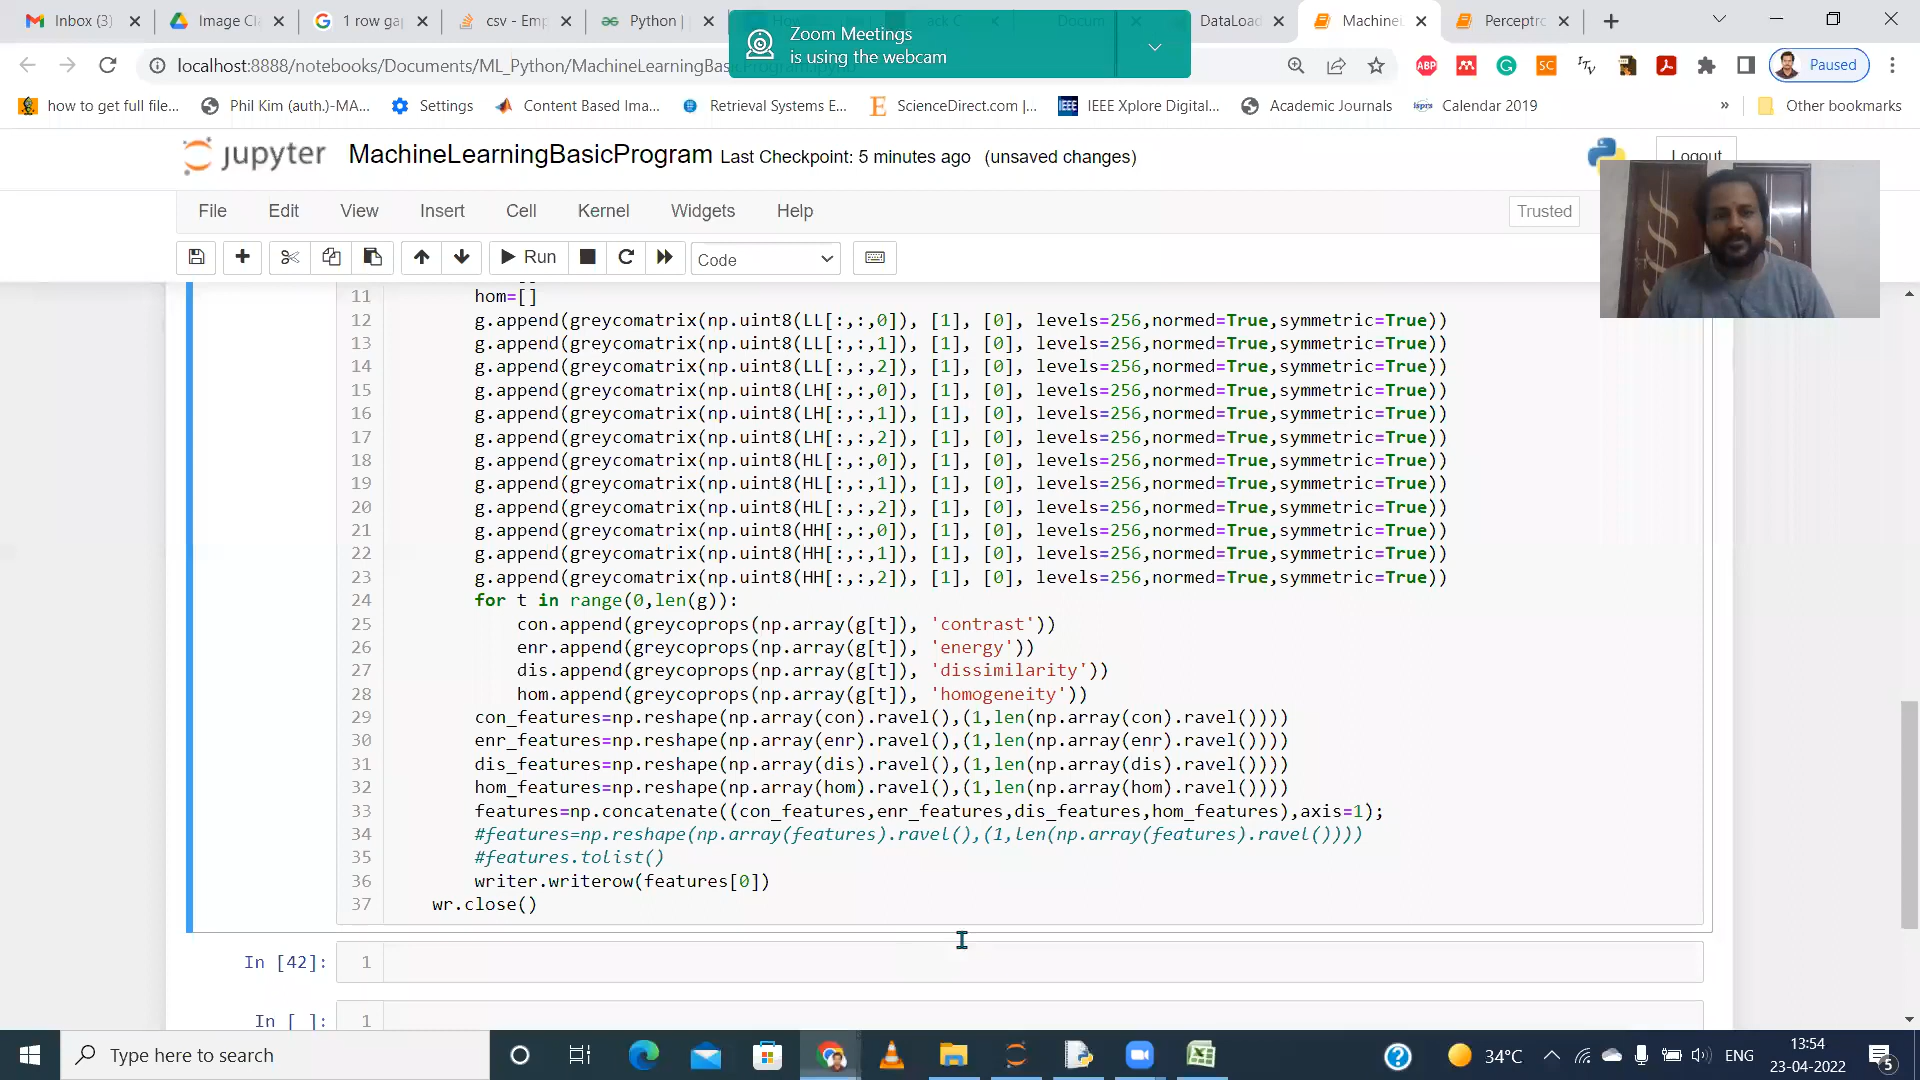 Inbox (3)
Image Cl
1 row ga
csv - Emp
Python |
DataLoad
Machine
Perceptro
Zoom Meetings
is using the webcam
localhost:8888/notebooks/Documents/ML_Python/MachineLearningBas
Paused
how to get full file...
Phil Kim (auth.)-MA...
Settings
Content Based Ima...
Retrieval Systems E...
ScienceDirect.com |...
IEEE Xplore Digital...
Academic Journals
Calendar 2019
»
Other bookmarks
jupyter MachineLearningBasicProgram Last Checkpoint: 5 minutes ago (unsaved changes)
Logout
File Edit View Insert Cell Kernel Widgets Help
Trusted
Run
Code
11 hom=[]
12 g.append(greycomatrix(np.uint8(LL[:,:,0]), [1], [0], levels=256,normed=True,symmetric=True))
13 g.append(greycomatrix(np.uint8(LL[:,:,1]), [1], [0], levels=256,normed=True,symmetric=True))
14 g.append(greycomatrix(np.uint8(LL[:,:,2]), [1], [0], levels=256,normed=True,symmetric=True))
15 g.append(greycomatrix(np.uint8(LH[:,:,0]), [1], [0], levels=256,normed=True,symmetric=True))
16 g.append(greycomatrix(np.uint8(LH[:,:,1]), [1], [0], levels=256,normed=True,symmetric=True))
17 g.append(greycomatrix(np.uint8(LH[:,:,2]), [1], [0], levels=256,normed=True,symmetric=True))
18 g.append(greycomatrix(np.uint8(HL[:,:,0]), [1], [0], levels=256,normed=True,symmetric=True))
19 g.append(greycomatrix(np.uint8(HL[:,:,1]), [1], [0], levels=256,normed=True,symmetric=True))
20 g.append(greycomatrix(np.uint8(HL[:,:,2]), [1], [0], levels=256,normed=True,symmetric=True))
21 g.append(greycomatrix(np.uint8(HH[:,:,0]), [1], [0], levels=256,normed=True,symmetric=True))
22 g.append(greycomatrix(np.uint8(HH[:,:,1]), [1], [0], levels=256,normed=True,symmetric=True))
23 g.append(greycomatrix(np.uint8(HH[:,:,2]), [1], [0], levels=256,normed=True,symmetric=True))
24 for t in range(0,len(g)):
25 con.append(greycoprops(np.array(g[t]), 'contrast'))
26 enr.append(greycoprops(np.array(g[t]), 'energy'))
27 dis.append(greycoprops(np.array(g[t]), 'dissimilarity'))
28 hom.append(greycoprops(np.array(g[t]), 'homogeneity'))
29 con_features=np.reshape(np.array(con).ravel(),(1,len(np.array(con).ravel())))
30 enr_features=np.reshape(np.array(enr).ravel(),(1,len(np.array(enr).ravel())))
31 dis_features=np.reshape(np.array(dis).ravel(),(1,len(np.array(dis).ravel())))
32 hom_features=np.reshape(np.array(hom).ravel(),(1,len(np.array(hom).ravel())))
33 features=np.concatenate((con_features,enr_features,dis_features,hom_features),axis=1);
34 #features=np.reshape(np.array(features).ravel(),(1,len(np.array(features).ravel())))
35 #features.tolist()
36 writer.writerow(features[0])
37 wr.close()
In [42]: 1
In [ ]: 1
Type here to search
34°C
ENG
13:54
23-04-2022
5